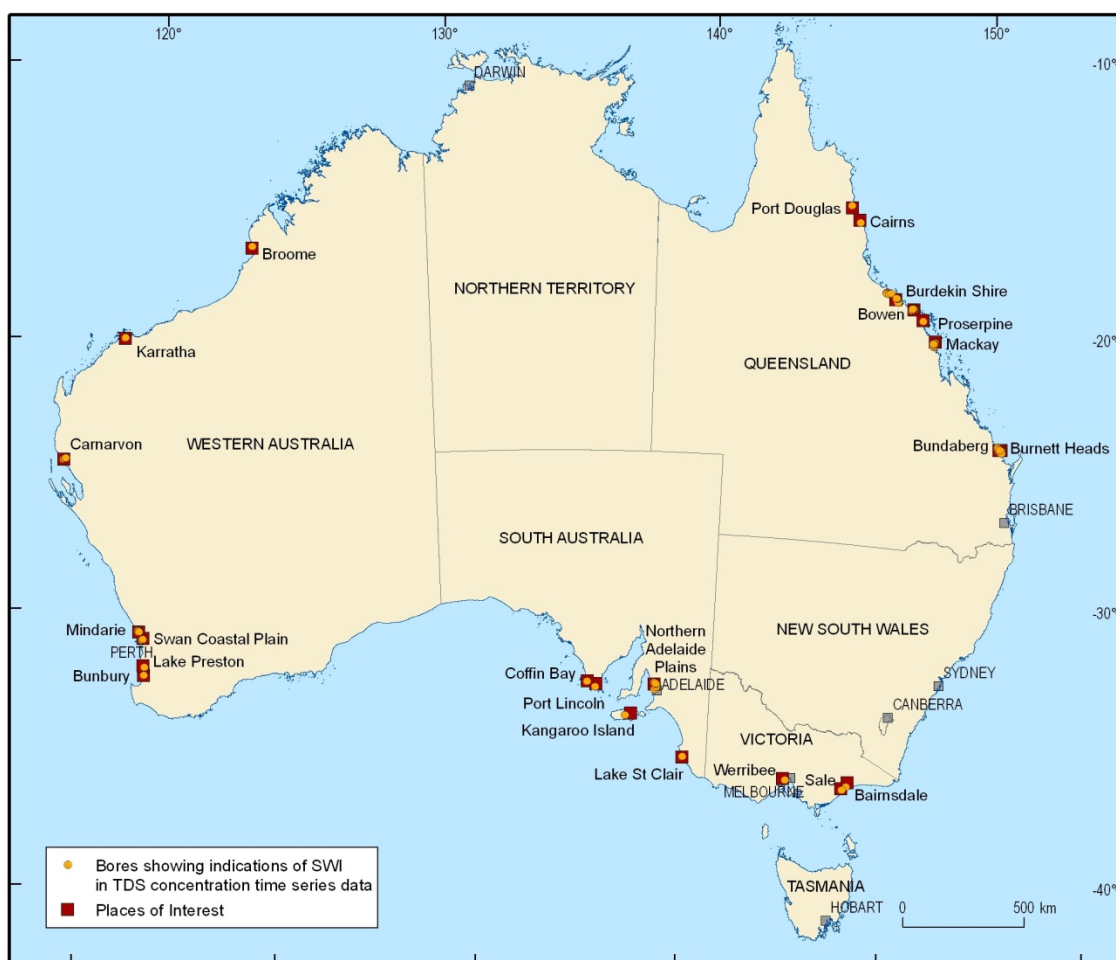 120°
130°
140°
150°
-10°
DARWIN
Port Douglas
Cairns
Broome
NORTHERN TERRITORY
Burdekin Shire
Bowen
Proserpine
Mackay
-20°
Karratha
QUEENSLAND
Carnarvon
WESTERN AUSTRALIA
Bundaberg
Burnett Heads
BRISBANE
SOUTH AUSTRALIA
-30°
Mindarie
Swan Coastal Plain
PERTH
Lake Preston
Bunbury
Northern
Adelaide
Plains
NEW SOUTH WALES
Coffin Bay
ADELAIDE
SYDNEY
Port Lincoln
CANBERRA
Kangaroo Island
VICTORIA
Lake St Clair
Werribee
Sale
MELBOURNE
Bairnsdale
Bores showing indications of SWI
in TDS concentration time series data
Places of Interest
TASMANIA
-40°
HOBART
0
500 km